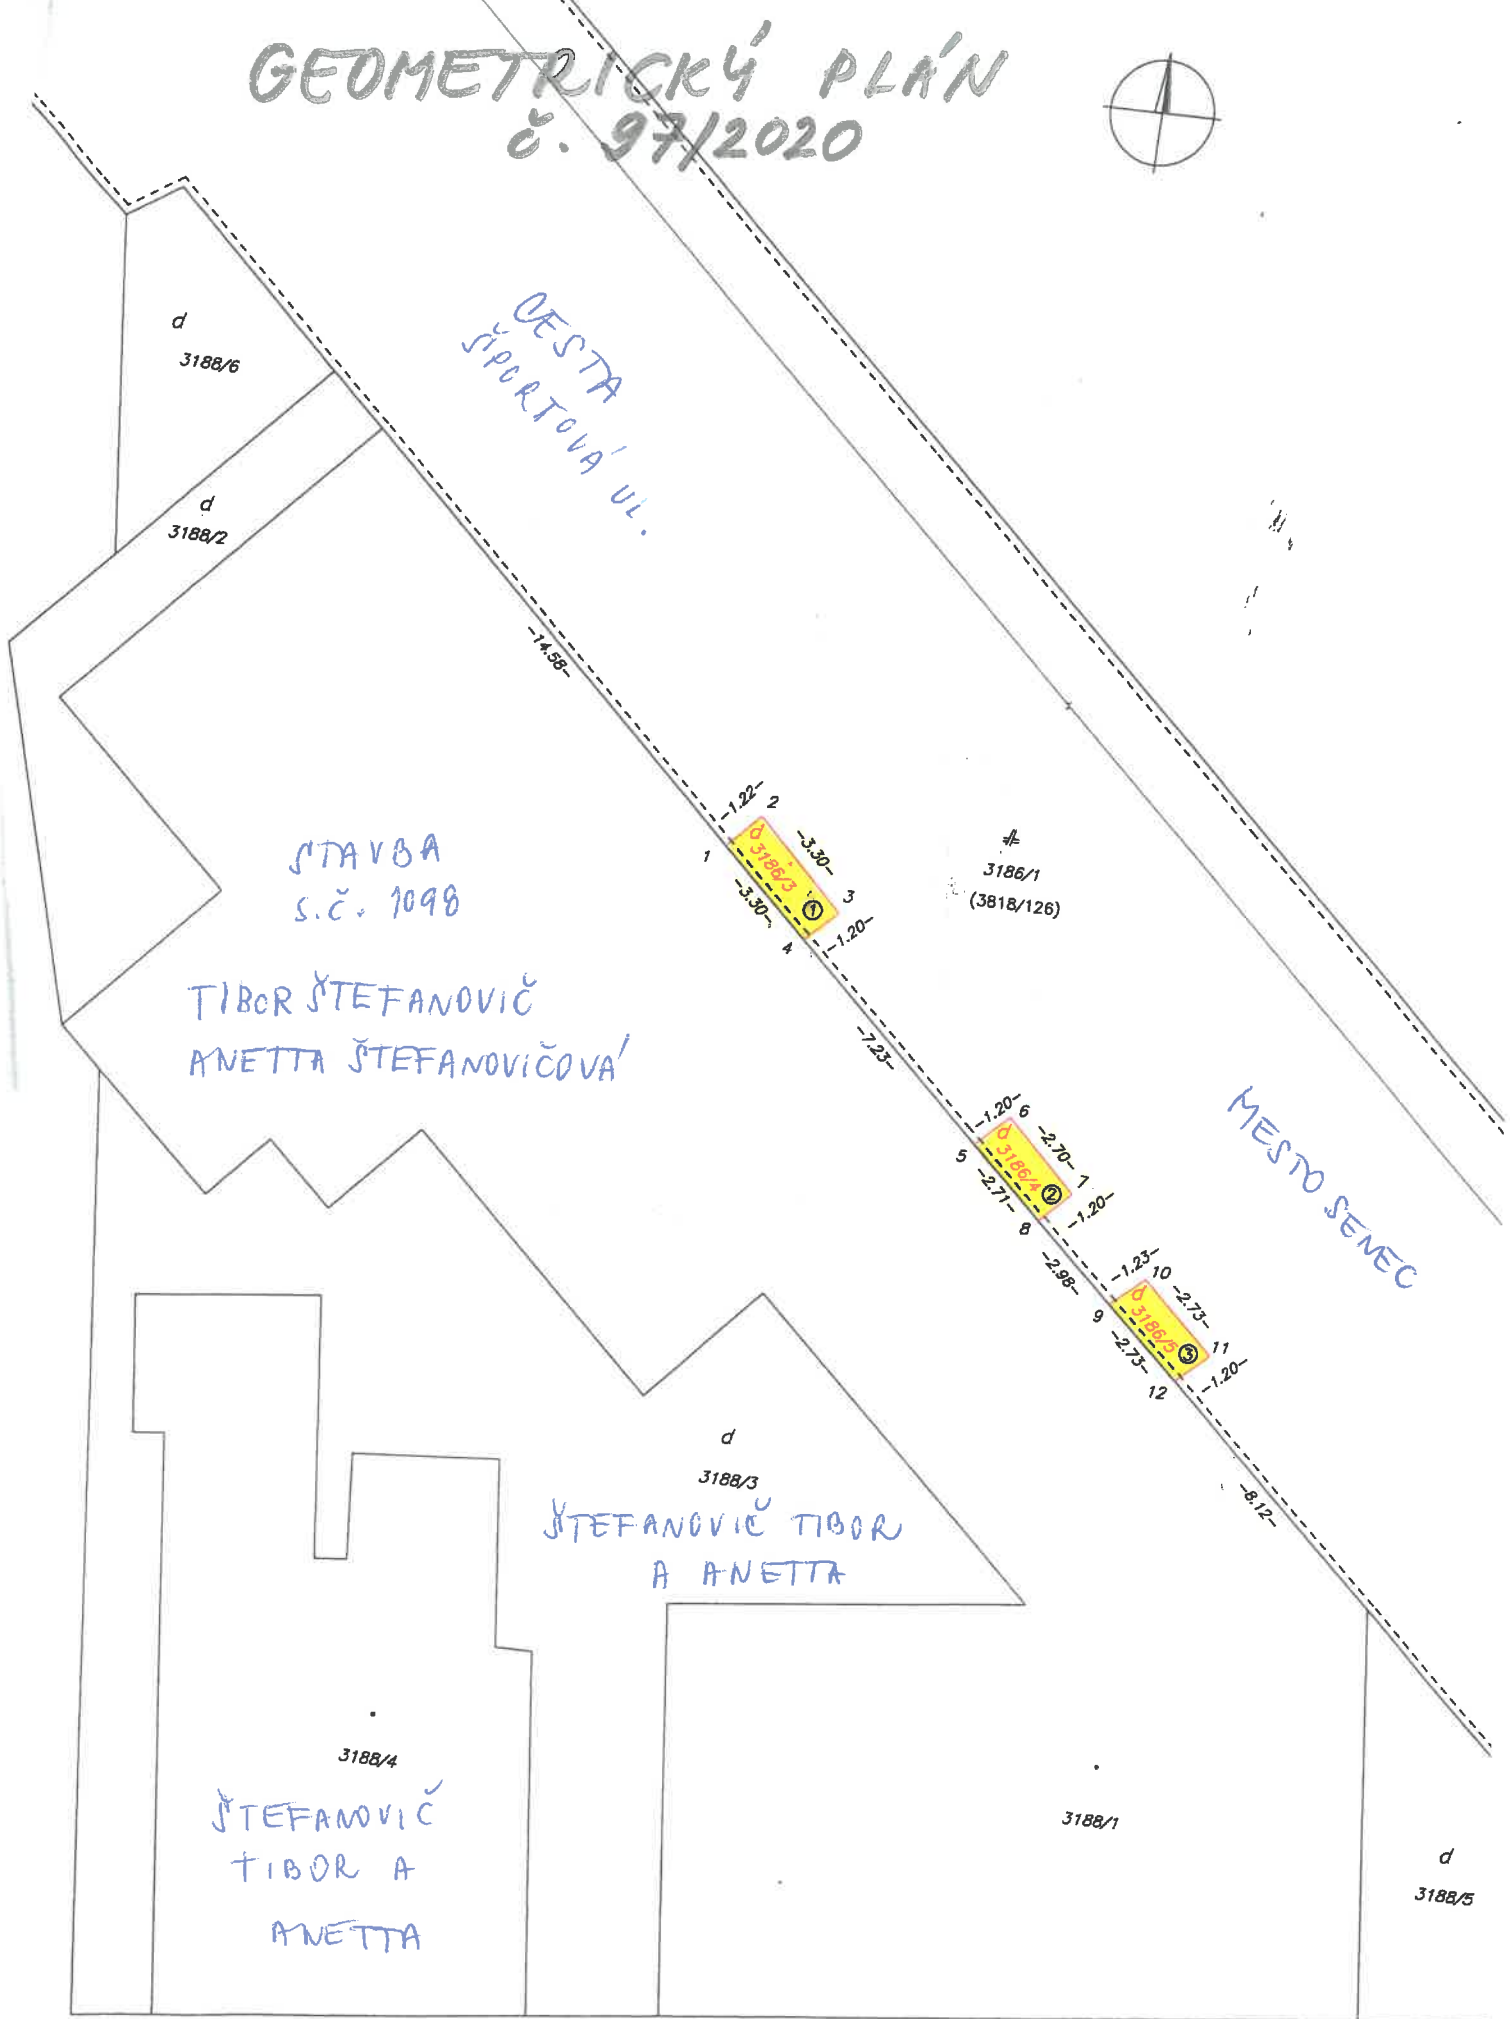 GEOMETRICKÝ PLÁN
č. 97/2020
d
3188/6
CESTA
ŠPORTOVÁ UL.
d
3188/2
-14.58-
-1.22-
2
1
d
3186/3
①
-3.30-
-3.30-
3
4
-1.20-
3186/1
(3818/126)
STAVBA
S.Č. 1098
TIBOR ŠTEFANOVIČ
ANETTA ŠTEFANOVIČOVÁ
-7.23-
MESTO SENEC
-1.20-
6
5
d
3186/4
②
-2.70-
-2.71-
7
8
-1.20-
-2.98-
-1.23-
10
9
d
3186/5
③
-2.73-
-2.73-
11
12
-1.20-
-8.12-
d
3188/3
ŠTEFANOVIČ TIBOR
A ANETTA
3188/4
ŠTEFANOVIČ
TIBOR A
ANETTA
3188/1
d
3188/5